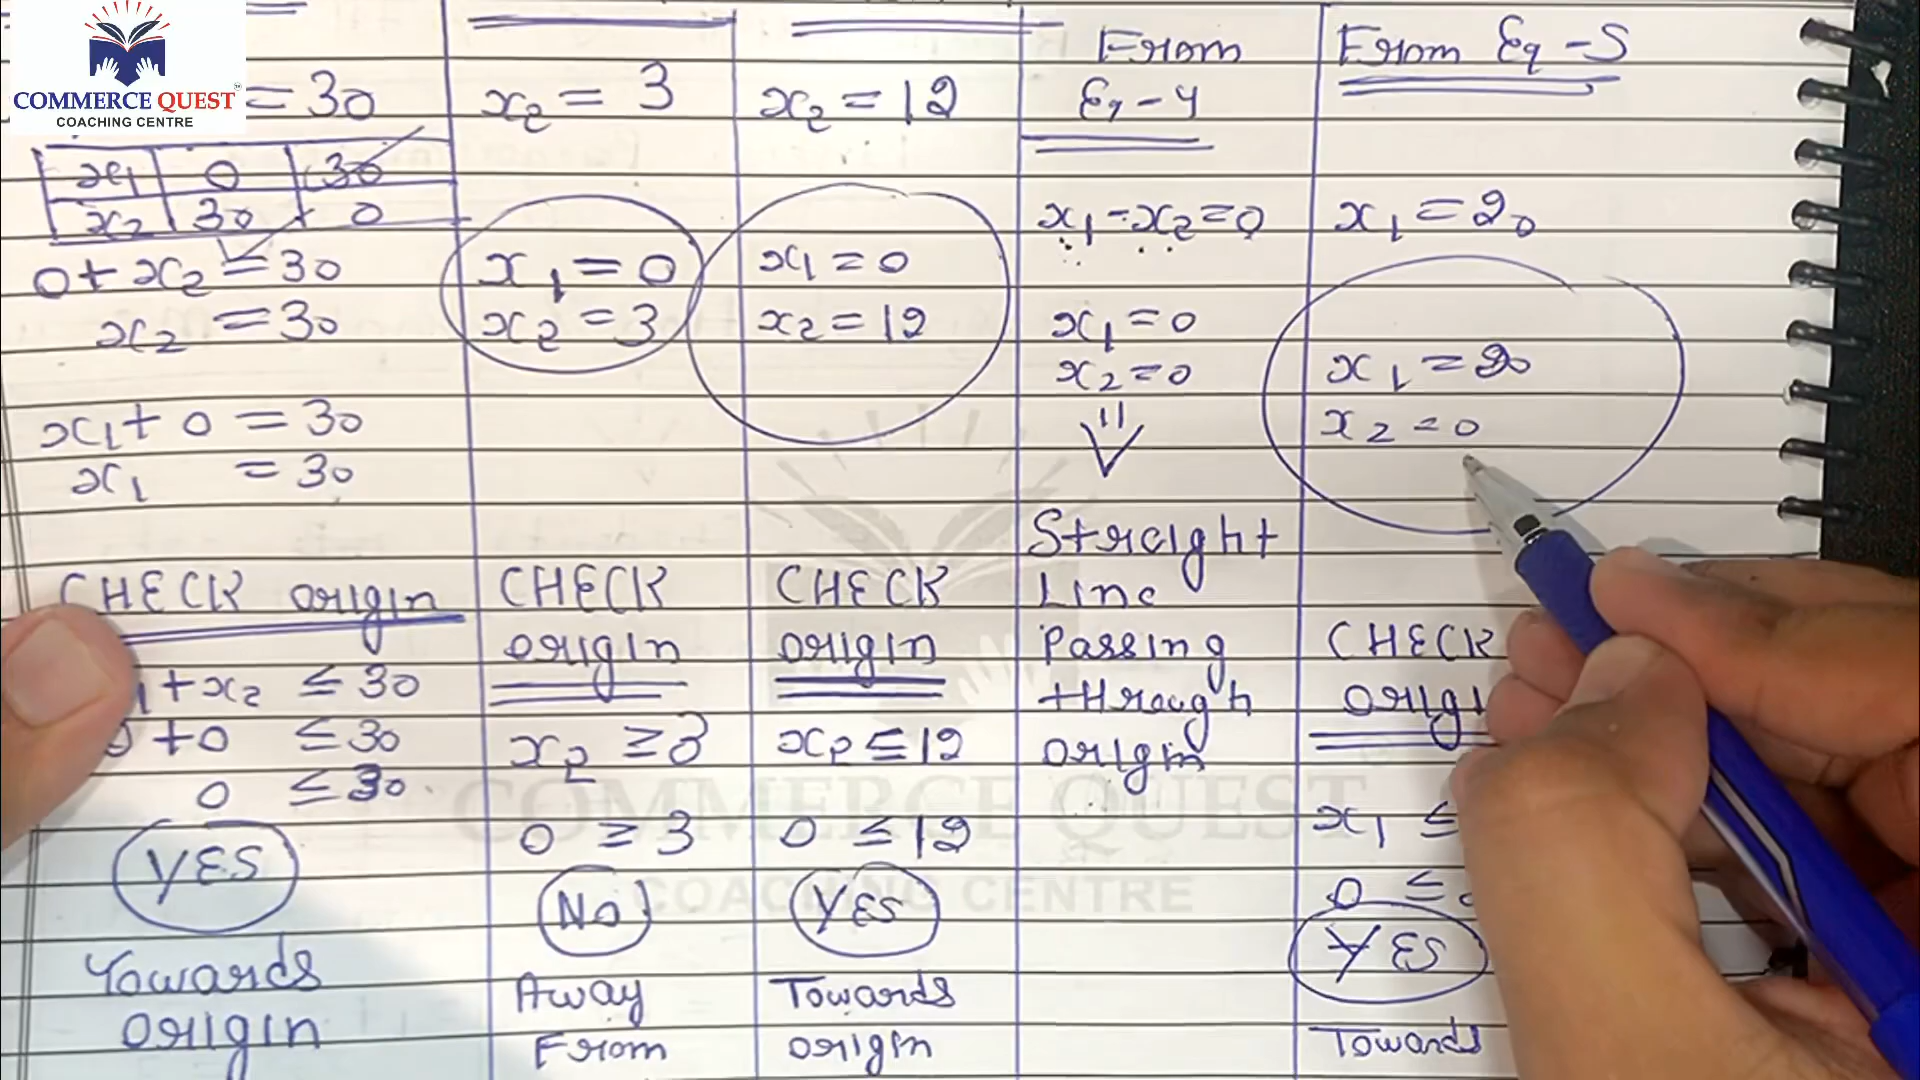 COMMERCE QUEST
COACHING CENTRE
= 30
x1 | 0 | 30
x2 | 30 | 0
0 + x2 = 30
x2 = 30
x1 + 0 = 30
x1 = 30
CHECK origin
1 + x2 ≤ 30
+ 0 ≤ 30
0 ≤ 30
YES
Towards
origin
x2 = 3
x1 = 0
x2 = 3
CHECK
origin
x2 ≥ 3
0 ≥ 3
NO
Away
From
x2 = 12
x1 = 0
x2 = 12
CHECK
origin
x2 ≤ 12
0 ≤ 12
YES
Towards
origin
From
Eq - 4
x1 - x2 = 0
x1 = 0
x2 = 0
Streight
Line
Passing
through
origin
From Eq - 5
x1 = 20
x1 = 20
x2 = 0
CHECK
x1 ≤
0 ≤
YES
Towards
COMMERCE QUEST
COACHING CENTRE